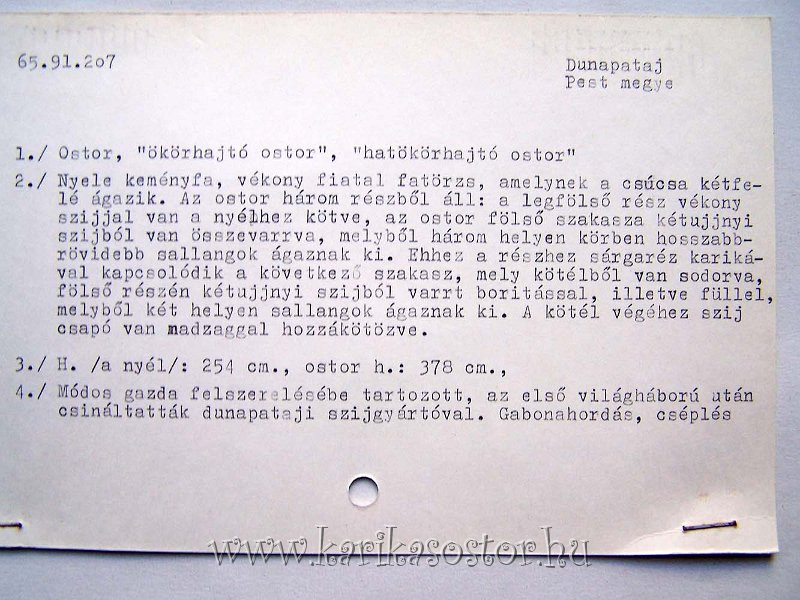 65.91.2o7
Dunapataj
Pest megye
1./ Ostor, "ökörhajtó ostor", "hatökörhajtó ostor"
2./ Nyele keményfa, vékony fiatal fatörzs, amelynek a csúcsa kétfe-
lé ágazik. Az ostor három részből áll: a legfölső rész vékony
szijjal van a nyélhez kötve, az ostor fölső szakasza kétujjnyi
szijból van összevarrva, melyből három helyen körben hosszabb-
rövidebb sallangok ágaznak ki. Ehhez a részhez sárgaréz kariká-
val kapcsolódik a következő szakasz, mely kötélből van sodorva,
fölső részén kétujjnyi szijból varrt boritással, illetve füllel,
melyből két helyen sallangok ágaznak ki. A kötél végéhez szij
csapó van madzaggal hozzákötözve.
3./ H. /a nyél/: 254 cm., ostor h.: 378 cm.,
4./ Módos gazda felszerelésébe tartozott, az első világháború után
csináltatták dunapataji szijgyártóval. Gabonahordás, cséplés
www.karikasostor.hu